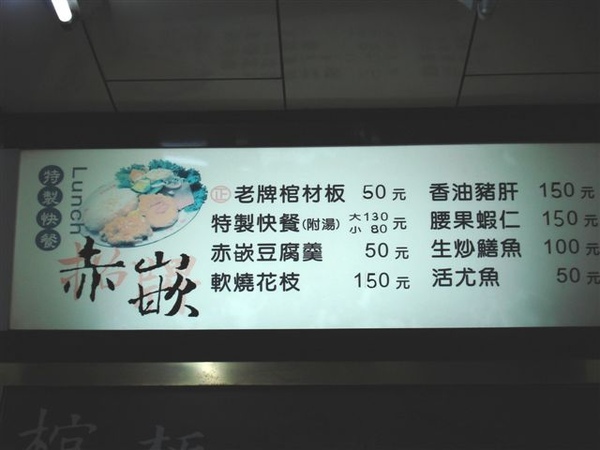 特製快餐
Lunch
赤嵌
正老牌棺材板 50元
特製快餐(附湯) 大130 小80 元
赤嵌豆腐羹 50元
軟燒花枝 150元
香油豬肝 150元
腰果蝦仁 150元
生炒鱔魚 100元
活尤魚 50元
棺